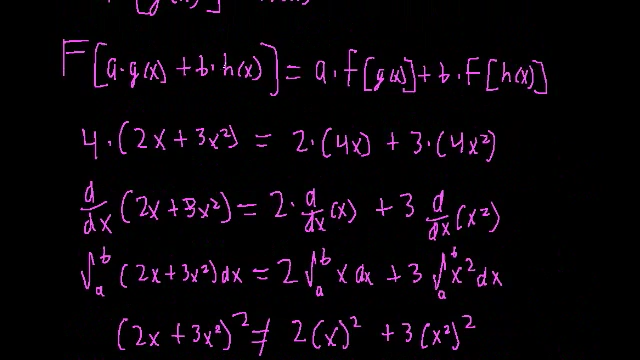 F[a·g(x) + b·h(x)] = a·f[g(x)] + b·F[h(x)]
4·(2x + 3x²) = 2·(4x) + 3·(4x²)
d/dx (2x + 3x²) = 2·d/dx (x) + 3 d/dx (x²)
∫ₐᵇ (2x + 3x²) dx = 2 ∫ₐᵇ x dx + 3 ∫ₐᵇ x² dx
(2x + 3x²)² ≠ 2(x)² + 3(x²)²